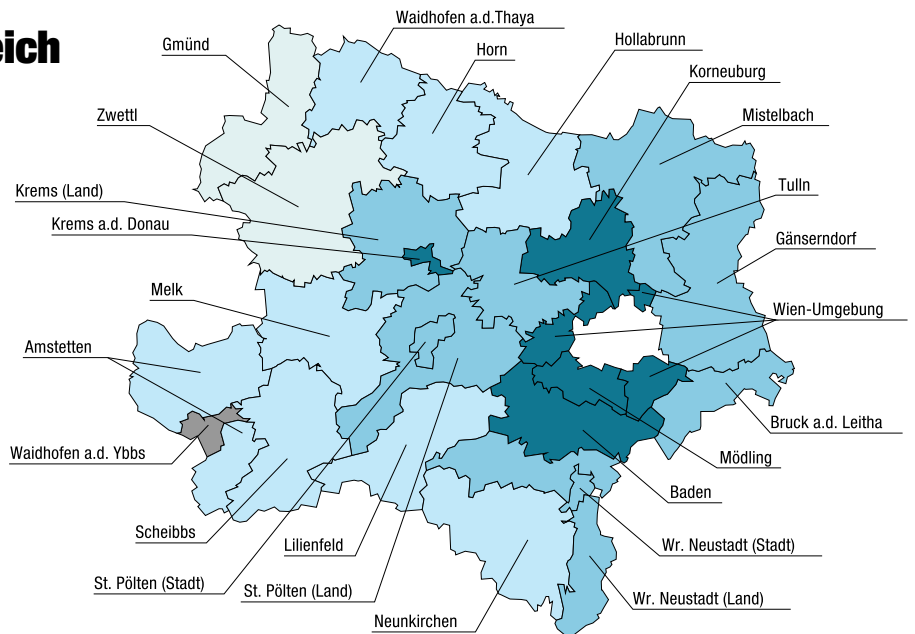 eich
Waidhofen a.d.Thaya
Gmünd
Horn
Hollabrunn
Korneuburg
Zwettl
Mistelbach
Krems (Land)
Tulln
Krems a.d. Donau
Gänserndorf
Melk
Wien-Umgebung
Amstetten
Bruck a.d. Leitha
Waidhofen a.d. Ybbs
Mödling
Baden
Scheibbs
Lilienfeld
Wr. Neustadt (Stadt)
St. Pölten (Stadt)
St. Pölten (Land)
Wr. Neustadt (Land)
Neunkirchen